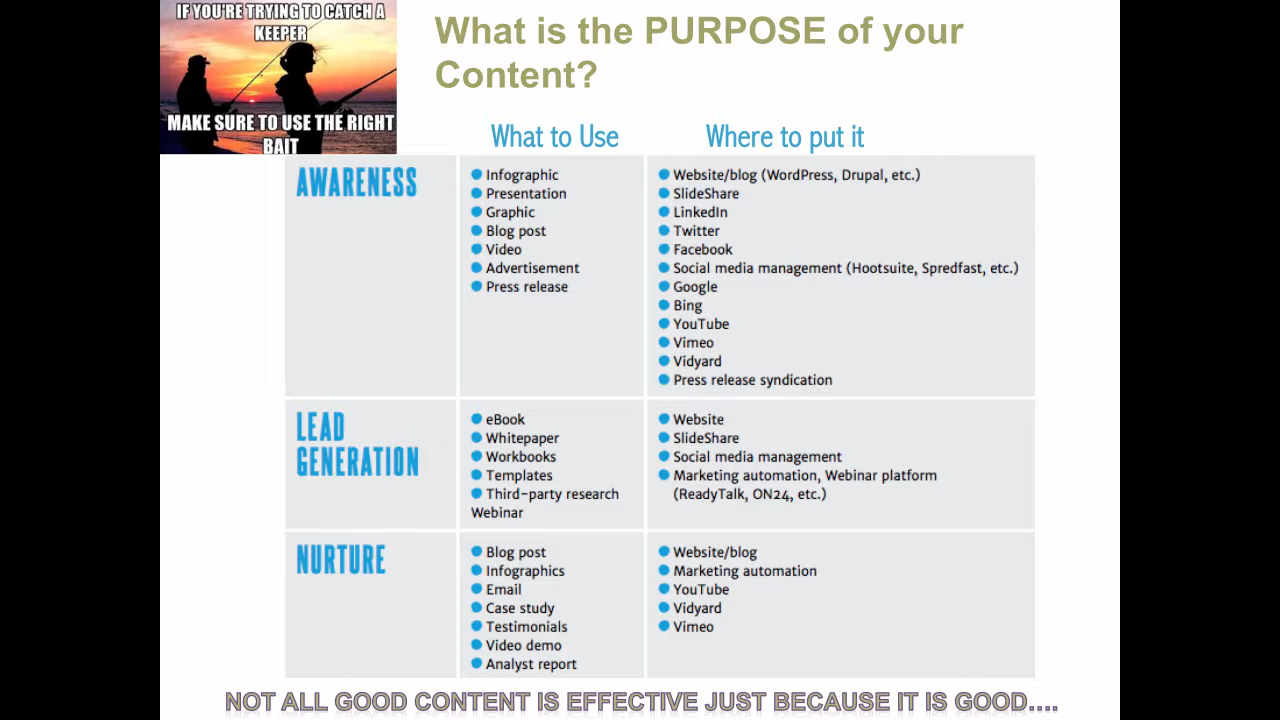 IF YOU'RE TRYING TO CATCH A
KEEPER
MAKE SURE TO USE THE RIGHT
BAIT
What is the PURPOSE of your
Content?
What to Use
Where to put it
AWARENESS
Infographic
Presentation
Graphic
Blog post
Video
Advertisement
Press release
Website/blog (WordPress, Drupal, etc.)
SlideShare
LinkedIn
Twitter
Facebook
Social media management (Hootsuite, Spredfast, etc.)
Google
Bing
YouTube
Vimeo
Vidyard
Press release syndication
LEAD
GENERATION
eBook
Whitepaper
Workbooks
Templates
Third-party research
Webinar
Website
SlideShare
Social media management
Marketing automation, Webinar platform
(ReadyTalk, ON24, etc.)
NURTURE
Blog post
Infographics
Email
Case study
Testimonials
Video demo
Analyst report
Website/blog
Marketing automation
YouTube
Vidyard
Vimeo
NOT ALL GOOD CONTENT IS EFFECTIVE JUST BECAUSE IT IS GOOD....